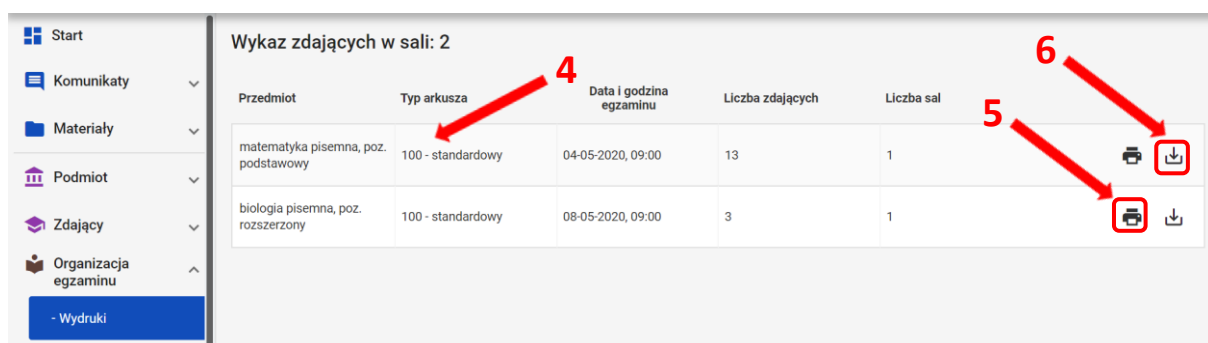 Start
Komunikaty
Materiały
Podmiot
Zdający
Organizacja
egzaminu
- Wydruki
Wykaz zdających w sali: 2
4
6
5
Przedmiot
Typ arkusza
Data i godzina
egzaminu
Liczba zdających
Liczba sal
matematyka pisemna, poz.
podstawowy
100 - standardowy
04-05-2020, 09:00
13
1
biologia pisemna, poz.
rozszerzony
100 - standardowy
08-05-2020, 09:00
3
1